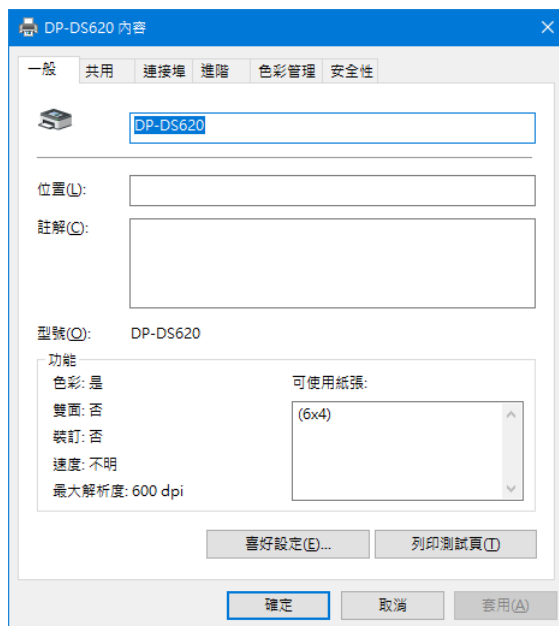 DP-DS620 內容
一般 共用 連接埠 進階 色彩管理 安全性
DP-DS620
位置(L):
註解(C):
型號(O): DP-DS620
功能
色彩: 是 可使用紙張:
雙面: 否 (6x4)
裝訂: 否
速度: 不明
最大解析度: 600 dpi
喜好設定(E)... 列印測試頁(T)
確定 取消 套用(A)